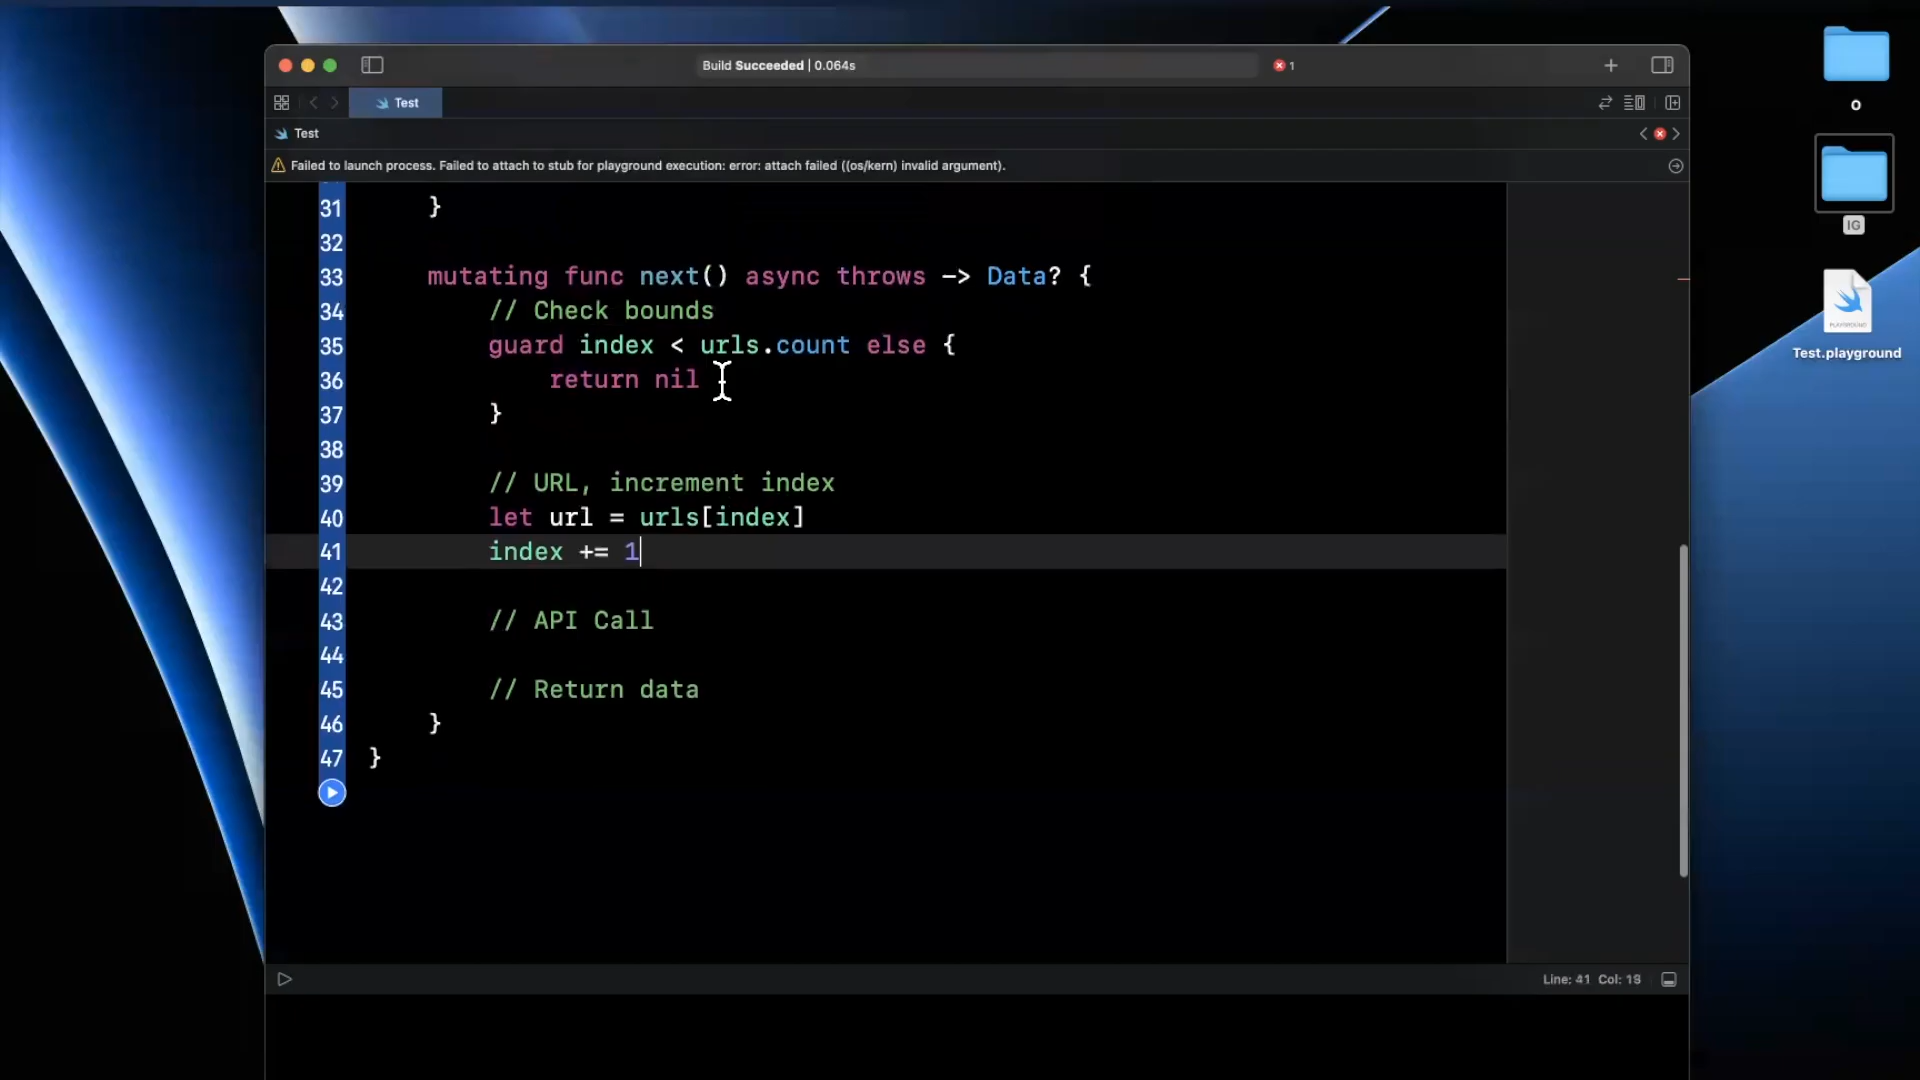 Build Succeeded | 0.064s
1
Test
Test
Failed to launch process. Failed to attach to stub for playground execution: error: attach failed ((os/kern) invalid argument).
31 }
32
33 mutating func next() async throws -> Data? {
34 // Check bounds
35 guard index < urls.count else {
36 return nil
37 }
38
39 // URL, increment index
40 let url = urls[index]
41 index += 1
42
43 // API Call
44
45 // Return data
46 }
47 }
Line: 41 Col: 19
o
IG
PLAYGROUND
Test.playground